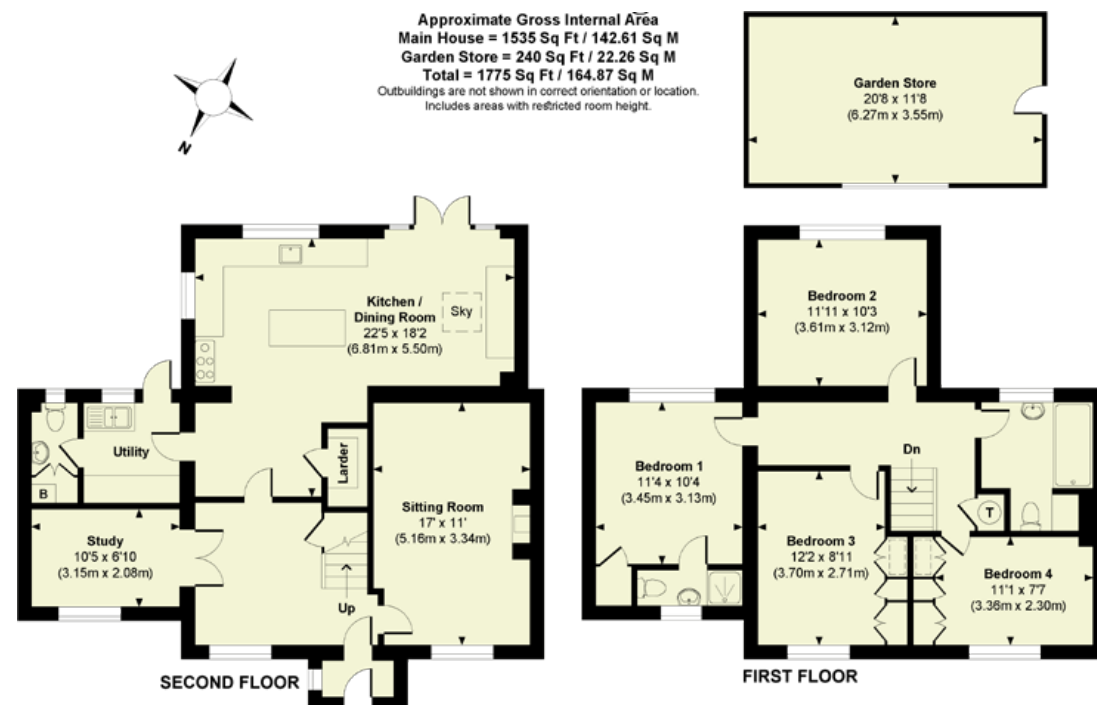 Approximate Gross Internal Area
Main House = 1535 Sq Ft / 142.61 Sq M
Garden Store = 240 Sq Ft / 22.26 Sq M
Total = 1775 Sq Ft / 164.87 Sq M
Outbuildings are not shown in correct orientation or location.
Includes areas with restricted room height.
N
Garden Store
20'8 x 11'8
(6.27m x 3.55m)
Kitchen /
Dining Room
22'5 x 18'2
(6.81m x 5.50m)
Sky
Utility
B
Larder
Study
10'5 x 6'10
(3.15m x 2.08m)
Sitting Room
17' x 11'
(5.16m x 3.34m)
Up
SECOND FLOOR
Bedroom 2
11'11 x 10'3
(3.61m x 3.12m)
Bedroom 1
11'4 x 10'4
(3.45m x 3.13m)
Dn
T
Bedroom 3
12'2 x 8'11
(3.70m x 2.71m)
Bedroom 4
11'1 x 7'7
(3.36m x 2.30m)
FIRST FLOOR